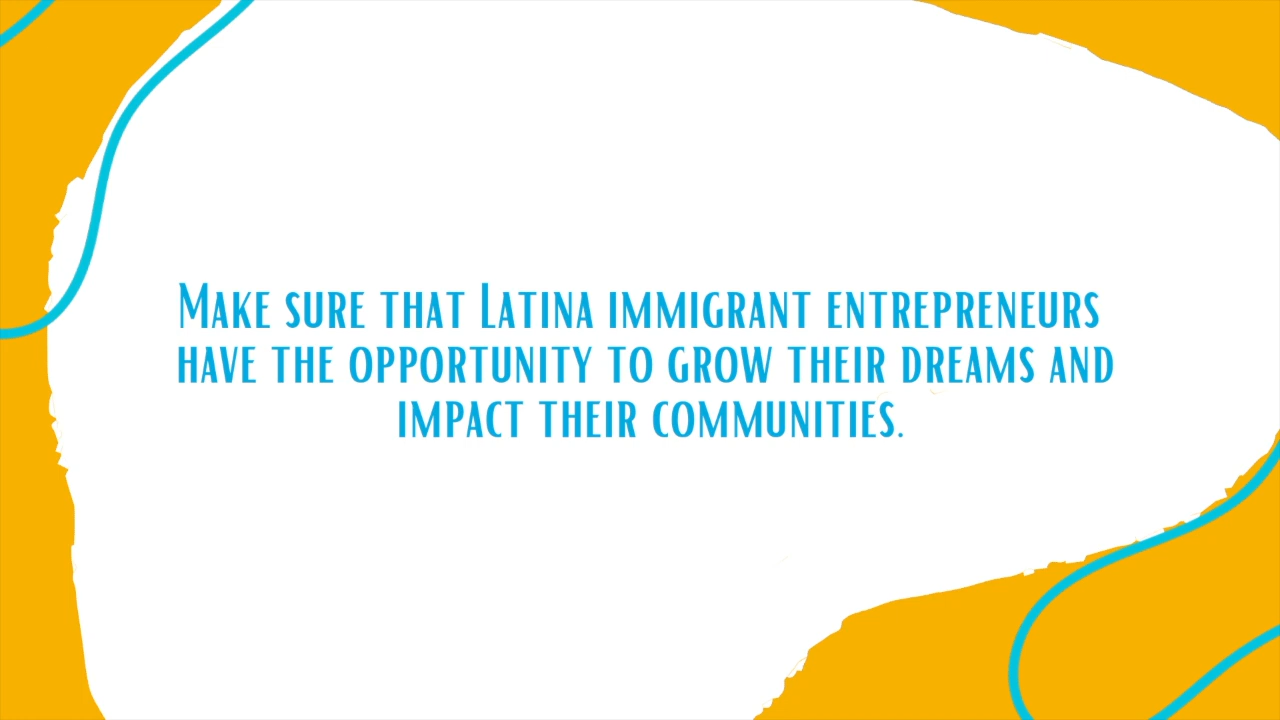 Make sure that Latina immigrant entrepreneurs
have the opportunity to grow their dreams and
impact their communities.